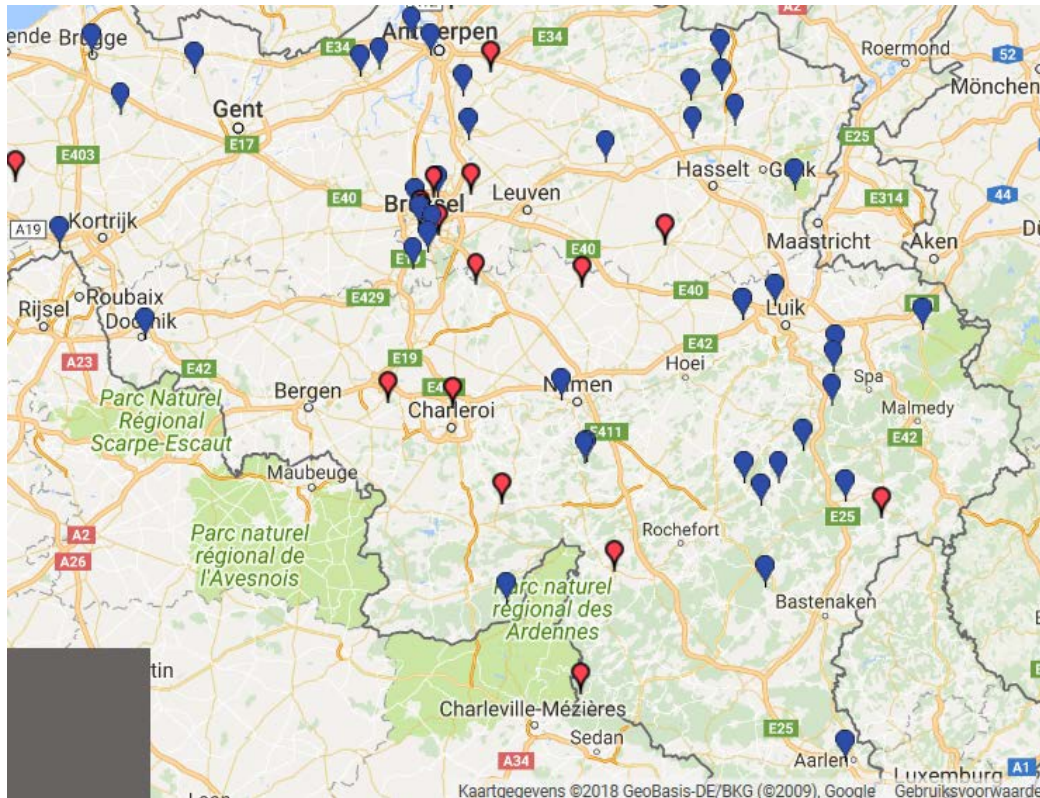 A2
ende Brugge
Antwerpen
E34
E34
Roermond
52
Mönchen
Gent
E17
E25
E403
Hasselt
Genk
E314
44
Leuven
E40
Brussel
Kortrijk
A19
Maastricht
Aken
E40
Roubaix
Rijsel
Doornik
E429
E40
Luik
E42
E19
Hoei
A23
E42
Spa
Bergen
Namen
Charleroi
Malmedy
Parc Naturel
Régional
Scarpe-Escaut
E411
E42
Maubeuge
E25
Rochefort
A2
A26
Parc naturel
régional de
l'Avesnois
Parc naturel
régional des
Ardennes
Bastenaken
tin
Charleville-Mézières
Sedan
E25
A34
Aarlen
Luxemburg
A1
Kaartgegevens ©2018 GeoBasis-DE/BKG (©2009), Google Gebruiksvoorwaarde